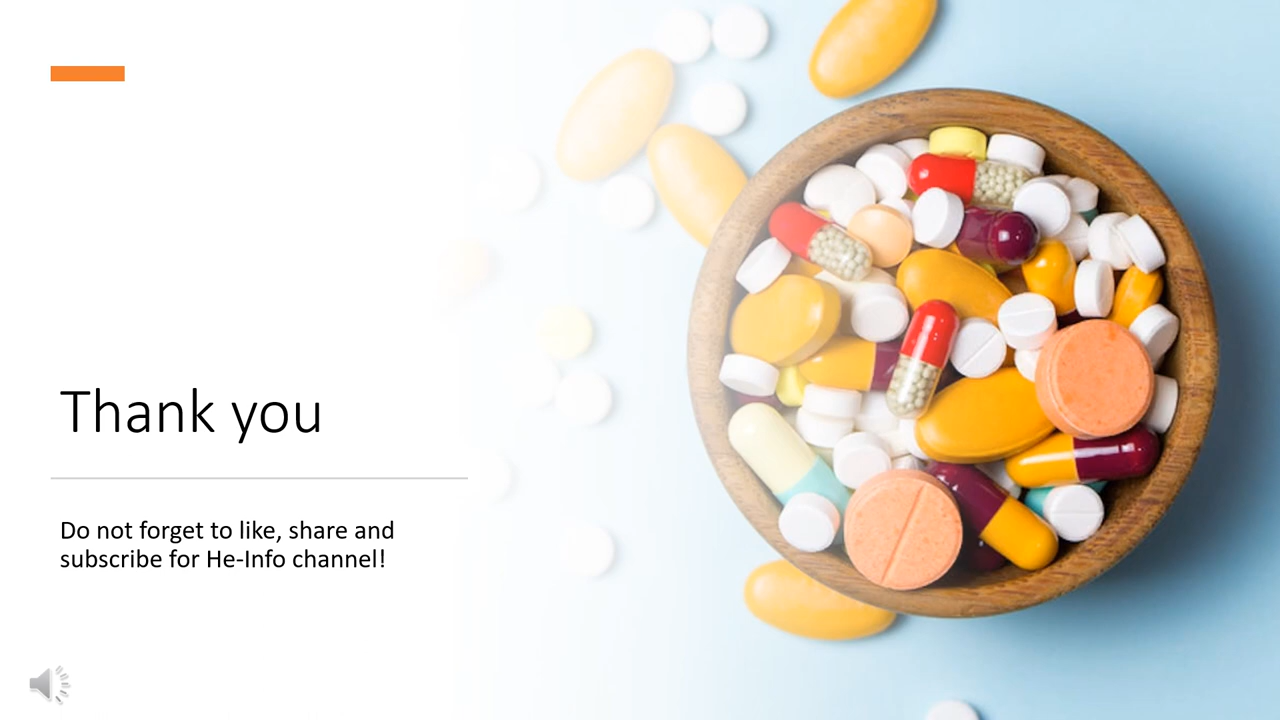 Thank you
Do not forget to like, share and
subscribe for He-Info channel!